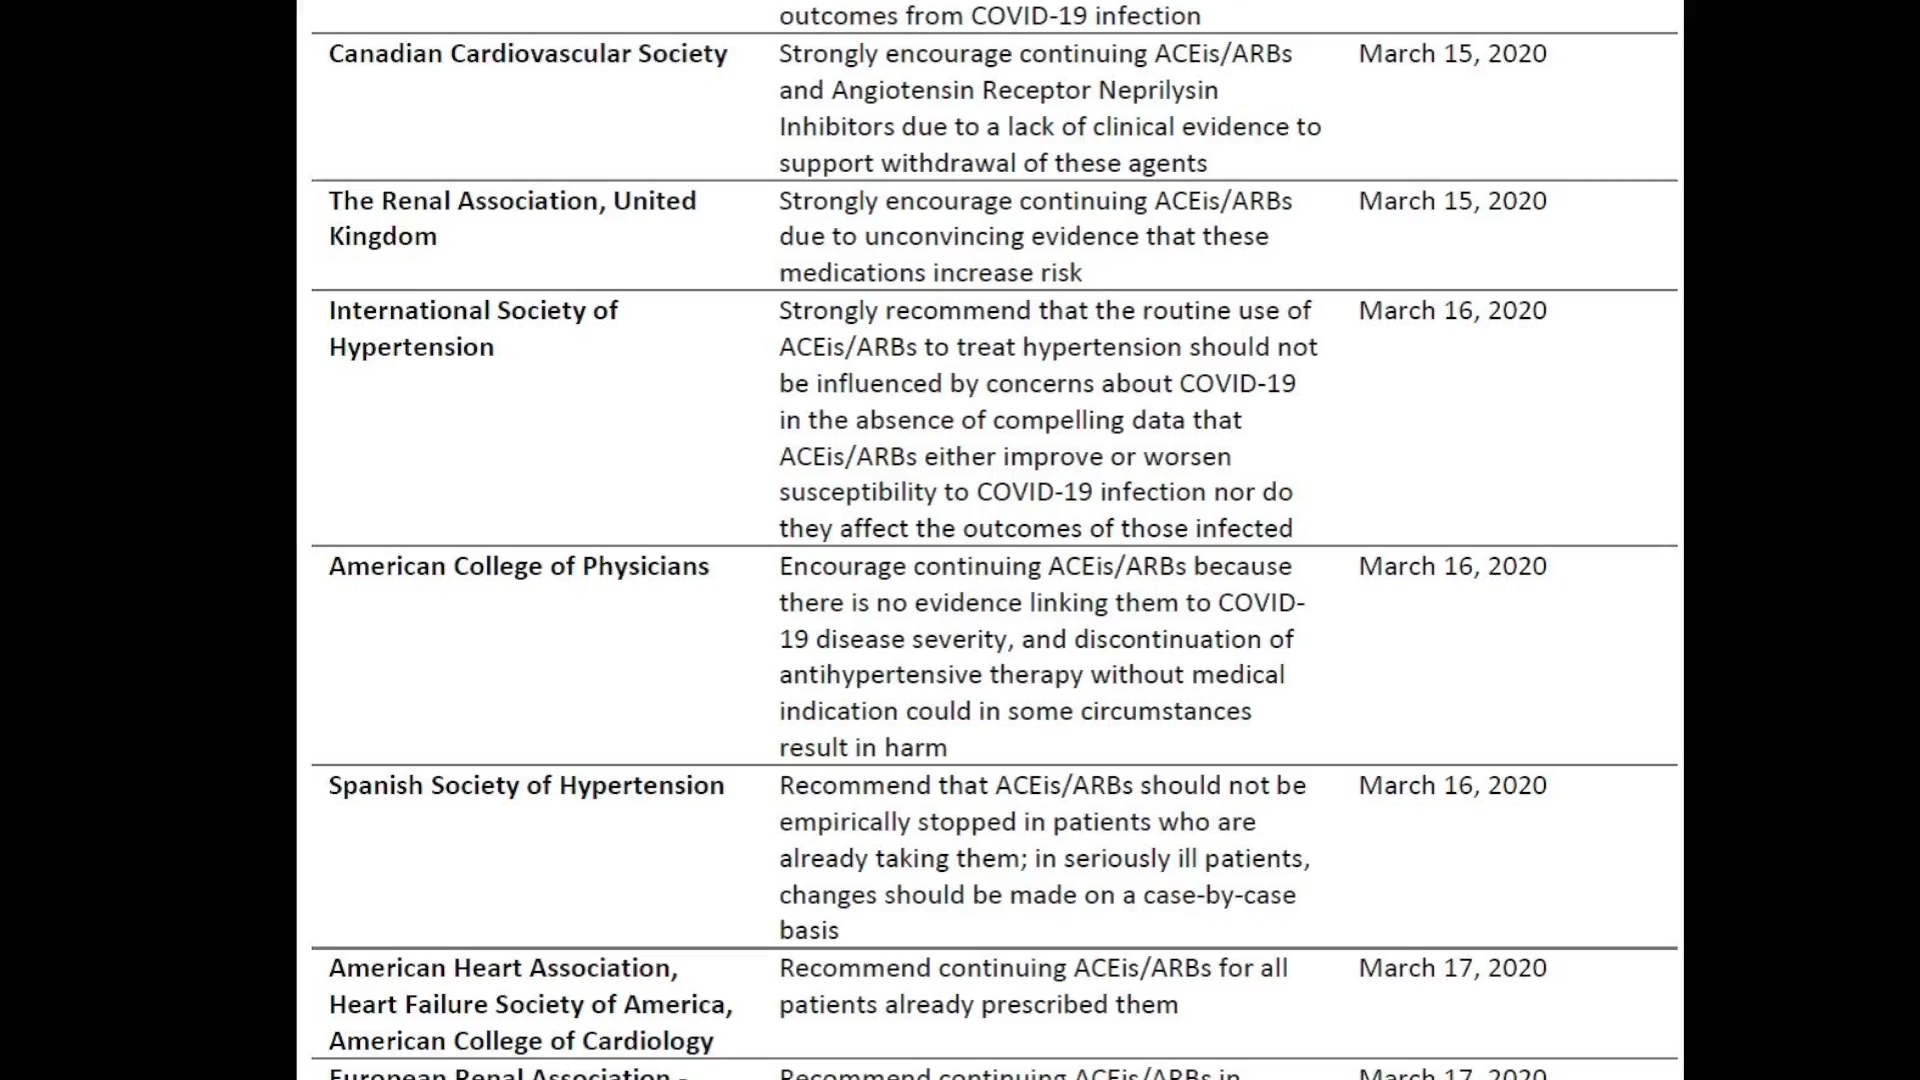 outcomes from COVID-19 infection
Canadian Cardiovascular Society
Strongly encourage continuing ACEis/ARBs
and Angiotensin Receptor Neprilysin
Inhibitors due to a lack of clinical evidence to
support withdrawal of these agents
March 15, 2020
The Renal Association, United
Kingdom
Strongly encourage continuing ACEis/ARBs
due to unconvincing evidence that these
medications increase risk
March 15, 2020
International Society of
Hypertension
Strongly recommend that the routine use of
ACEis/ARBs to treat hypertension should not
be influenced by concerns about COVID-19
in the absence of compelling data that
ACEis/ARBs either improve or worsen
susceptibility to COVID-19 infection nor do
they affect the outcomes of those infected
March 16, 2020
American College of Physicians
Encourage continuing ACEis/ARBs because
there is no evidence linking them to COVID-
19 disease severity, and discontinuation of
antihypertensive therapy without medical
indication could in some circumstances
result in harm
March 16, 2020
Spanish Society of Hypertension
Recommend that ACEis/ARBs should not be
empirically stopped in patients who are
already taking them; in seriously ill patients,
changes should be made on a case-by-case
basis
March 16, 2020
American Heart Association,
Heart Failure Society of America,
American College of Cardiology
Recommend continuing ACEis/ARBs for all
patients already prescribed them
March 17, 2020
European Renal Association -
Recommend continuing ACEis/ARBs in
March 17, 2020